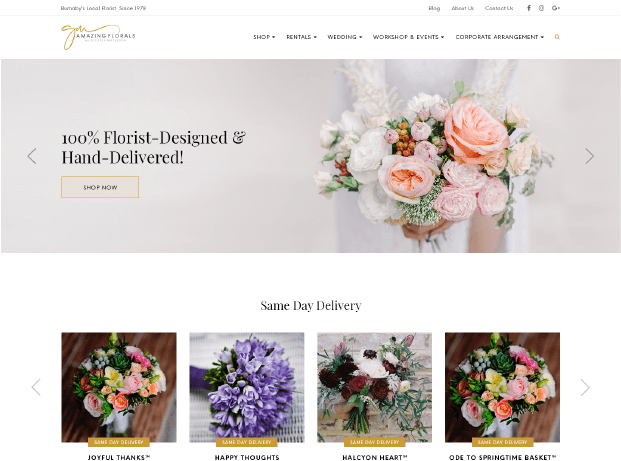 Burnaby's Local Florist Since 1978
Blog About Us Contact Us
AMAZING FLORALS
SHOP RENTALS WEDDING WORKSHOP & EVENTS CORPORATE ARRANGEMENT
100% Florist-Designed &
Hand-Delivered!
SHOP NOW
Same Day Delivery
SAME DAY DELIVERY SAME DAY DELIVERY SAME DAY DELIVERY SAME DAY DELIVERY
JOYFUL THANKS™ HAPPY THOUGHTS HALCYON HEART™ ODE TO SPRINGTIME BASKET™